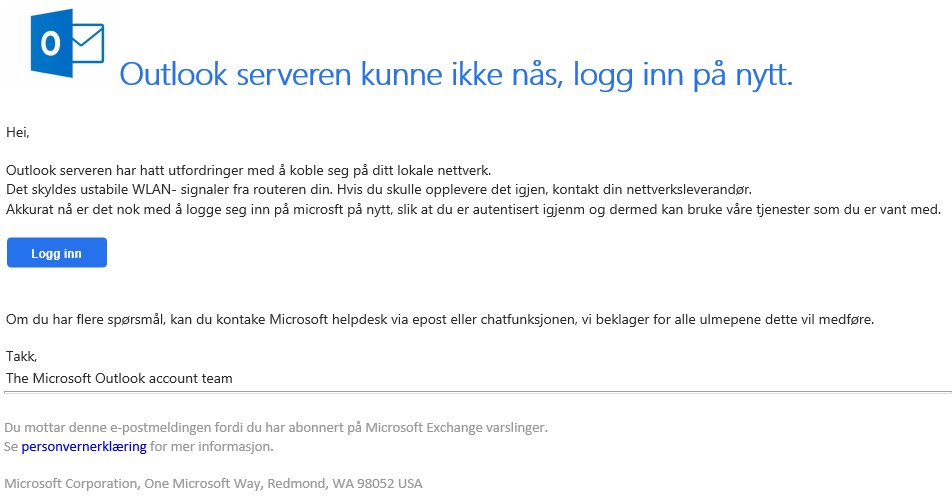 Outlook serveren kunne ikke nås, logg inn på nytt.
Hei,
Outlook serveren har hatt utfordringer med å koble seg på ditt lokale nettverk.
Det skyldes ustabile WLAN- signaler fra routeren din. Hvis du skulle opplevere det igjen, kontakt din nettverksleverandør.
Akkurat nå er det nok med å logge seg inn på microsft på nytt, slik at du er autentisert igjenm og dermed kan bruke våre tjenester som du er vant med.
Logg inn
Om du har flere spørsmål, kan du kontake Microsoft helpdesk via epost eller chatfunksjonen, vi beklager for alle ulmepene dette vil medføre.
Takk,
The Microsoft Outlook account team
Du mottar denne e-postmeldingen fordi du har abonnert på Microsoft Exchange varslinger.
Se personvernerklæring for mer informasjon.
Microsoft Corporation, One Microsoft Way, Redmond, WA 98052 USA